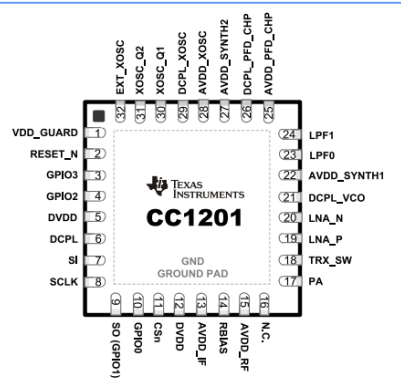 EXT_XOSC
XOSC_Q2
XOSC_Q1
DCPL_XOSC
AVDD_XOSC
AVDD_SYNTH2
DCPL_PFD_CHP
AVDD_PFD_CHP
32
31
30
29
28
27
26
25
VDD_GUARD 1
RESET_N 2
GPIO3 3
GPIO2 4
DVDD 5
DCPL 6
SI 7
SCLK 8
24 LPF1
23 LPF0
22 AVDD_SYNTH1
21 DCPL_VCO
20 LNA_N
19 LNA_P
18 TRX_SW
17 PA
TEXAS
INSTRUMENTS
CC1201
GND
GROUND PAD
9
10
11
12
13
14
15
16
SO (GPIO1)
GPIO0
CSn
DVDD
AVDD_IF
RBIAS
AVDD_RF
N.C.